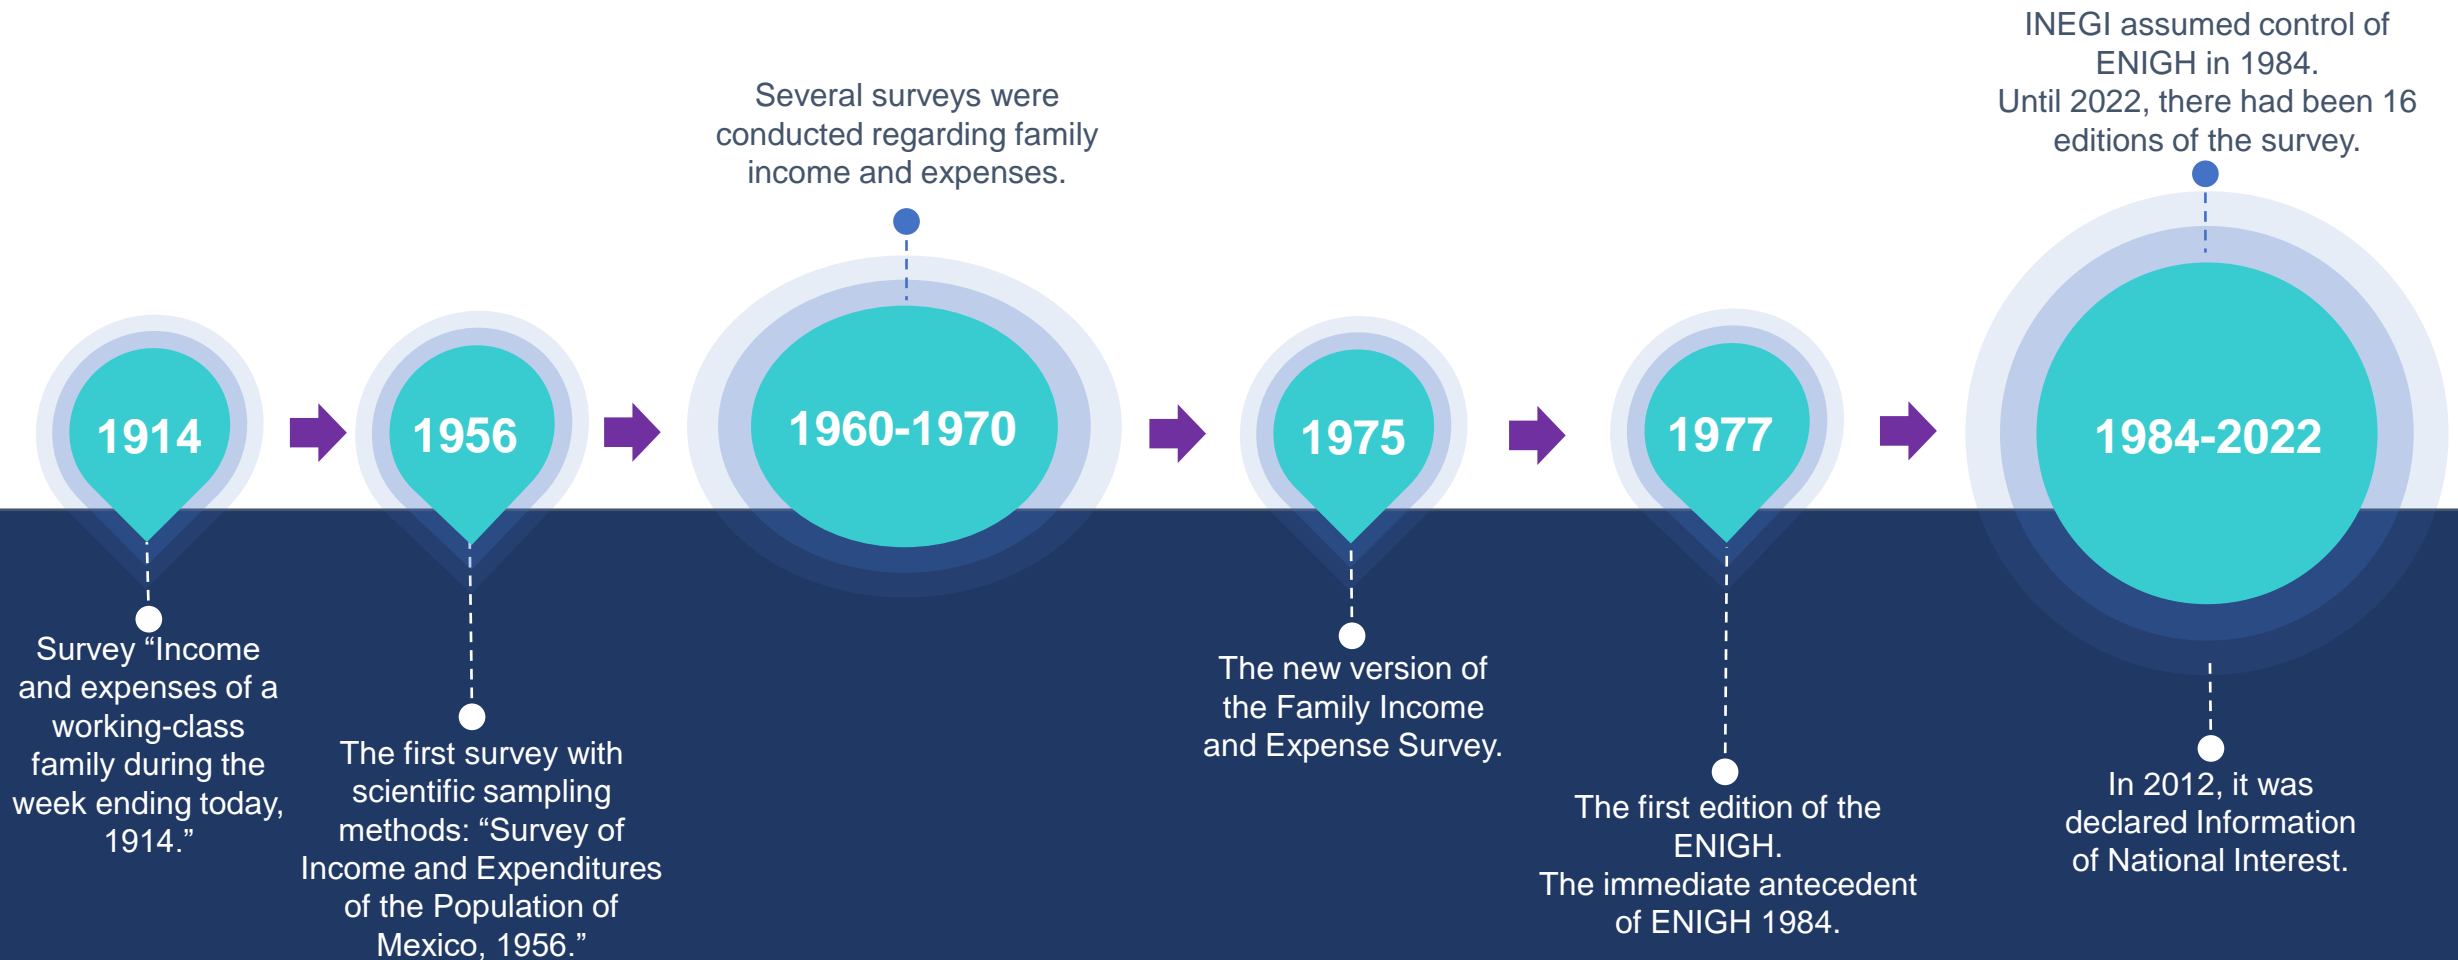 1914
Survey “Income
and expenses of a
working-class
family during the
week ending today,
1914.”
1956
The first survey with
scientific sampling
methods: “Survey of
Income and Expenditures
of the Population of
Mexico, 1956.”
Several surveys were
conducted regarding family
income and expenses.
1960-1970
1975
The new version of
the Family Income
and Expense Survey.
1977
The first edition of the
ENIGH.
The immediate antecedent
of ENIGH 1984.
INEGI assumed control of
ENIGH in 1984.
Until 2022, there had been 16
editions of the survey.
1984-2022
In 2012, it was
declared Information
of National Interest.